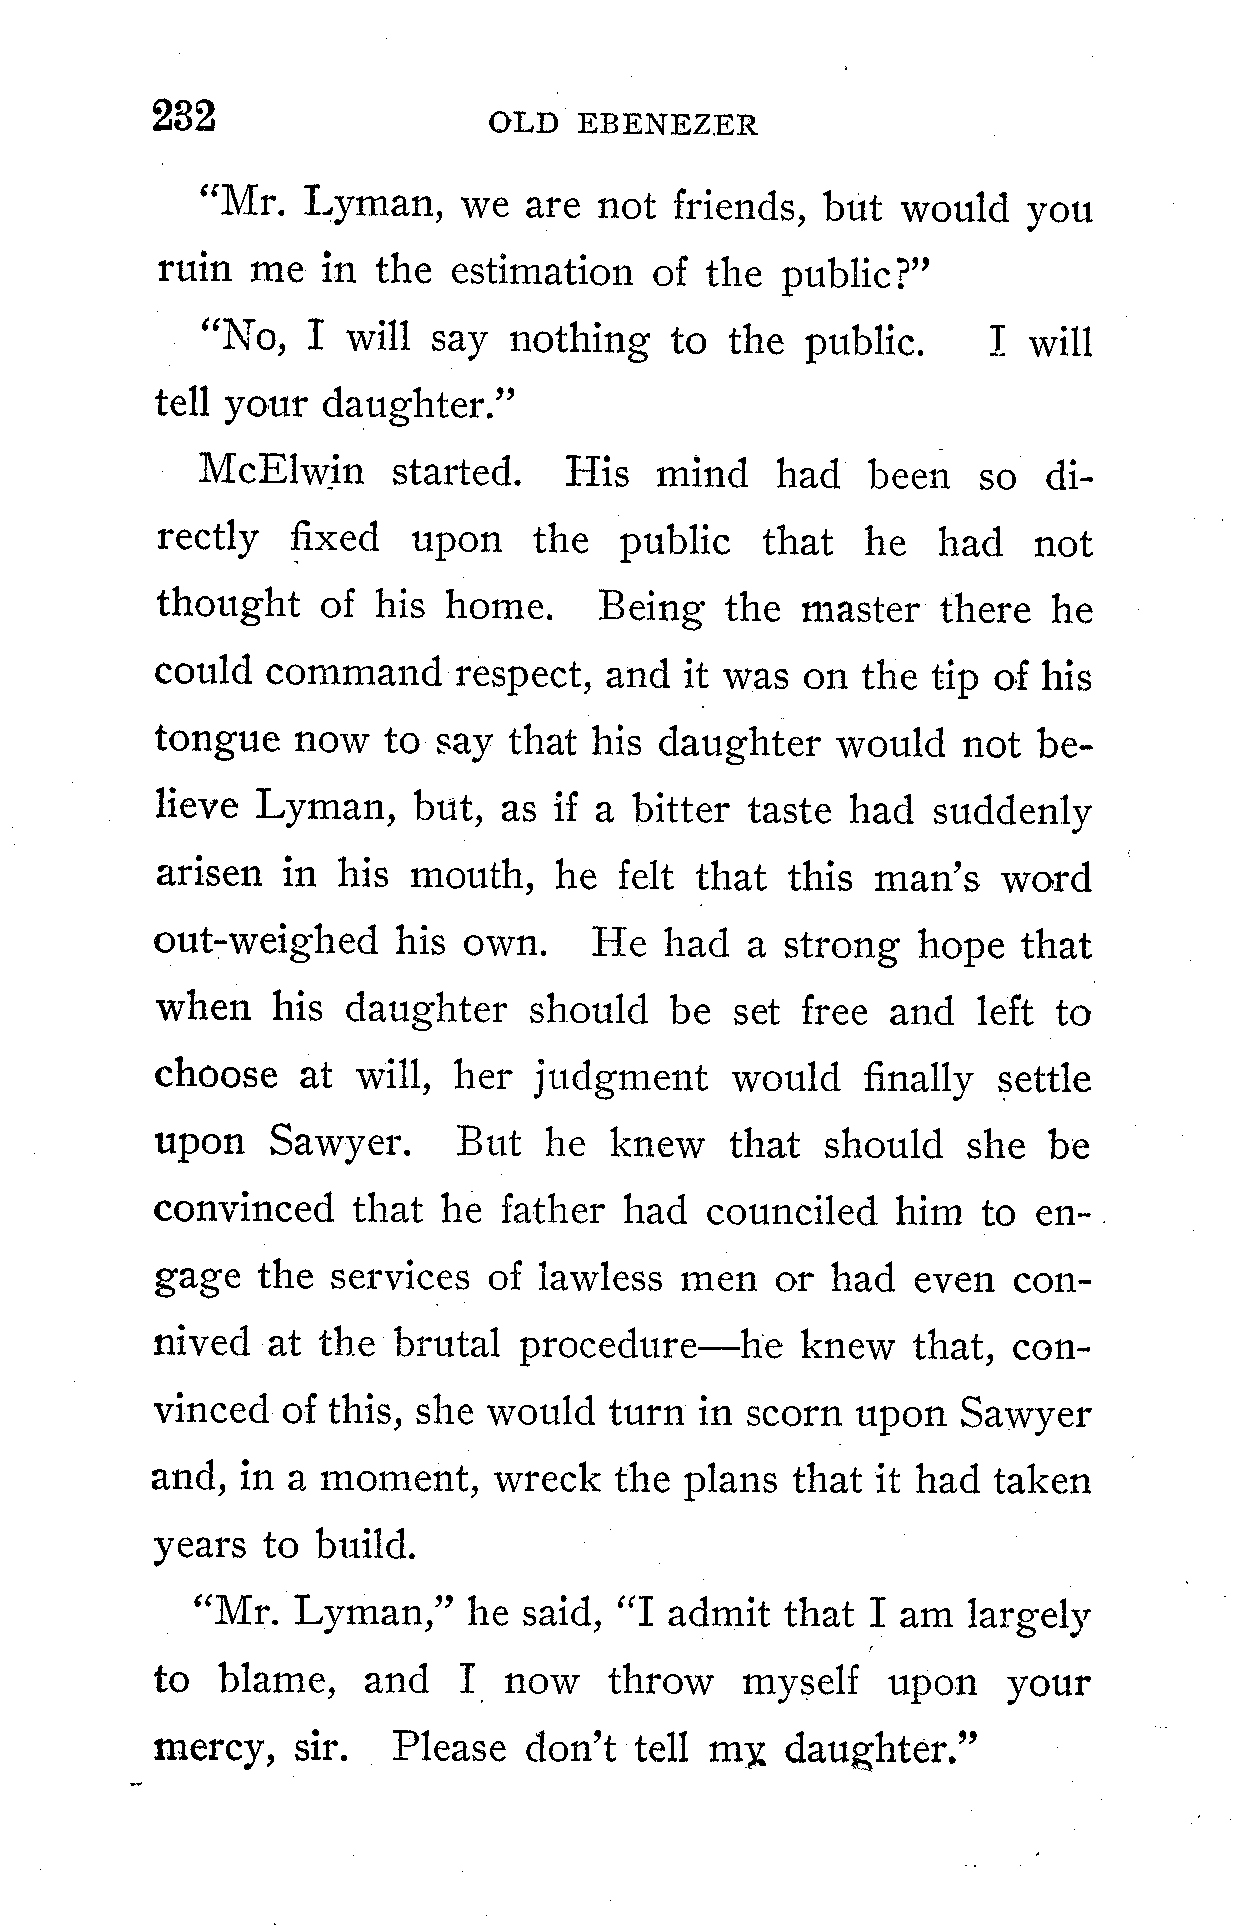 232 OLD EBENEZER
“Mr. Lyman, we are not friends, but would you
ruin me in the estimation of the public?”
“No, I will say nothing to the public. I will
tell your daughter.”
McElwin started. His mind had been so di-
rectly fixed upon the public that he had not
thought of his home. Being the master there he
could command respect, and it was on the tip of his
tongue now to say that his daughter would not be-
lieve Lyman, but, as if a bitter taste had suddenly
arisen in his mouth, he felt that this man’s word
out-weighed his own. He had a strong hope that
when his daughter should be set free and left to
choose at will, her judgment would finally settle
upon Sawyer. But he knew that should she be
convinced that he father had counciled him to en-
gage the services of lawless men or had even con-
nived at the brutal procedure—he knew that, con-
vinced of this, she would turn in scorn upon Sawyer
and, in a moment, wreck the plans that it had taken
years to build.
“Mr. Lyman,” he said, “I admit that I am largely
to blame, and I now throw myself upon your
mercy, sir. Please don’t tell my daughter.”